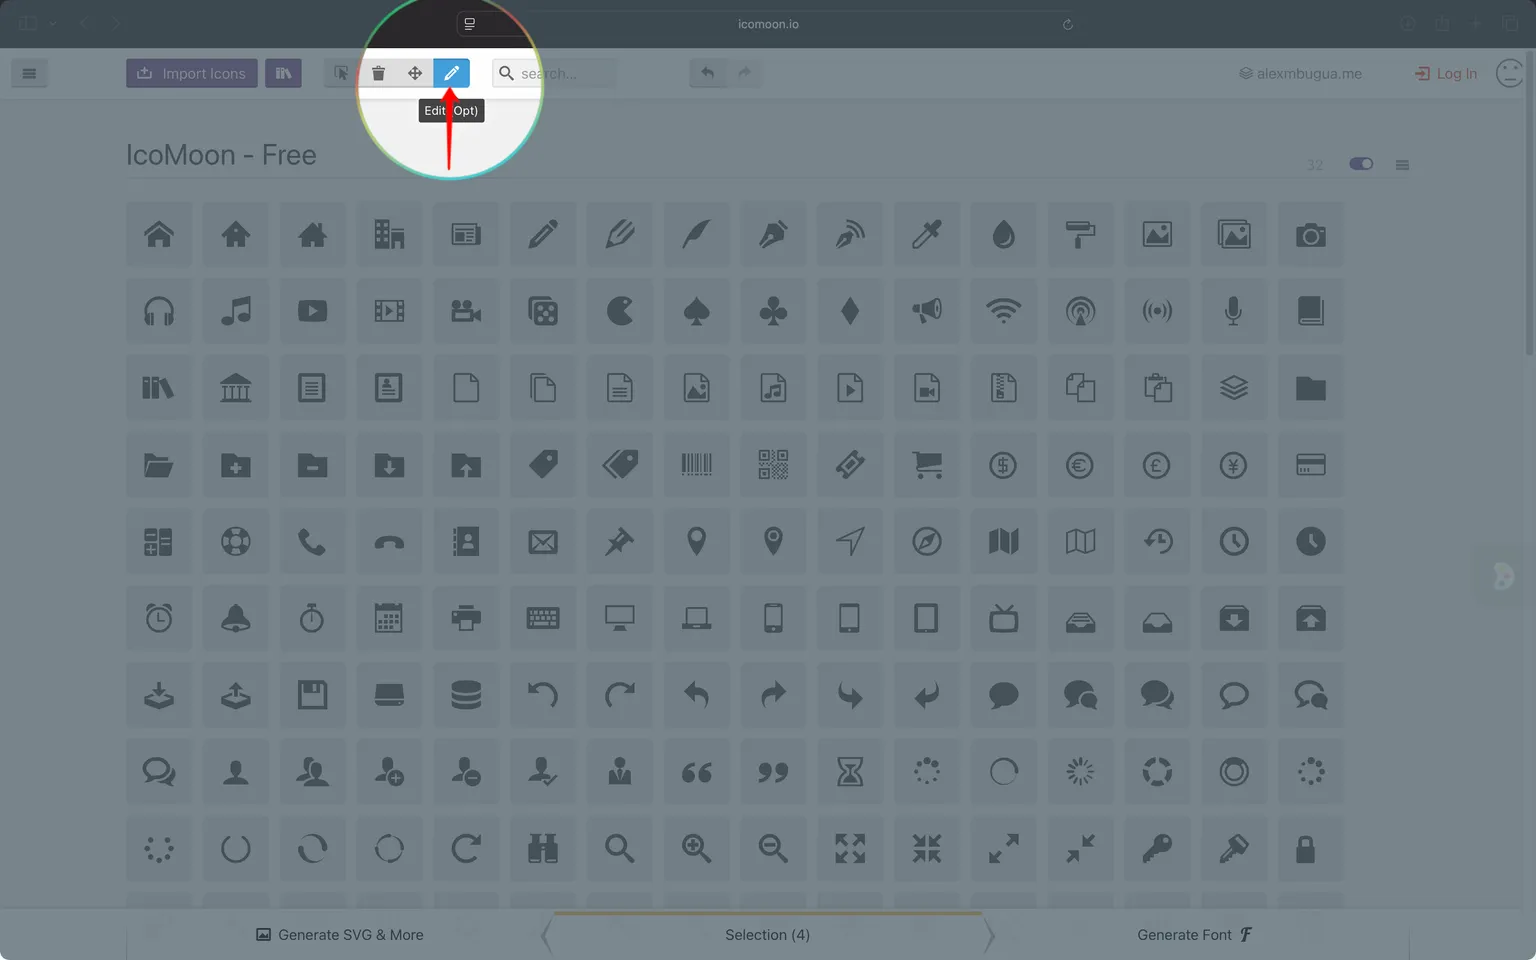 icomoon.io
Import Icons
search...
alexmbugua.me
Log In
Edit (Opt)
IcoMoon - Free
32
Generate SVG & More
Selection (4)
Generate Font